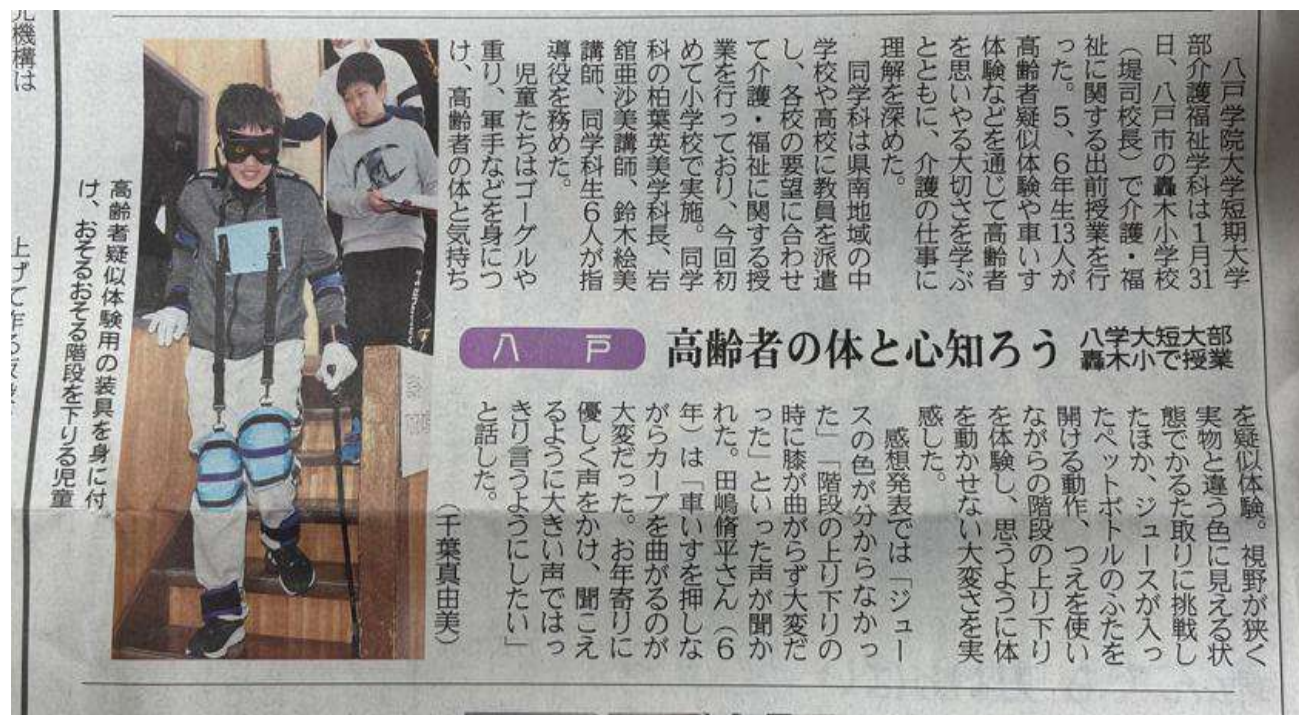 八戸
高齢者の体と心知ろう
八学大短大部
轟木小で授業
八戸学院大学短期大学
部介護福祉学科は1月31
日、八戸市の轟木小学校
（堤司校長）で介護・福
祉に関する出前授業を行
った。5、6年生13人が
高齢者疑似体験や車いす
体験などを通じて高齢者
を思いやる大切さを学ぶ
とともに、介護の仕事に
理解を深めた。
同学科は県南地域の中
学校や高校に教員を派遣
し、各校の要望に合わせ
て介護・福祉に関する授
業を行っており、今回初
めて小学校で実施。同学
科の柏葉英美学科長、岩
舘亜沙美講師、鈴木絵美
講師、同学科生6人が指
導役を務めた。
児童たちはゴーグルや
重り、軍手などを身につ
け、高齢者の体と気持ち
を疑似体験。視野が狭く
実物と違う色に見える状
態でかるた取りに挑戦し
たほか、ジュースが入っ
たペットボトルのふたを
開ける動作、つえを使い
ながらの階段の上り下り
を体験し、思うように体
を動かせない大変さを実
感した。
感想発表では「ジュー
スの色が分からなかっ
た」「階段の上り下りの
時に膝が曲がらず大変だ
った」といった声が聞か
れた。田嶋脩平さん（6
年）は「車いすを押しな
がらカーブを曲がるのが
大変だった。お年寄りに
優しく声をかけ、聞こえ
るように大きい声ではっ
きり言うようにしたい」
と話した。
（千葉真由美）
高齢者疑似体験用の装具を身に付
け、おそるおそる階段を下りる児童
機構は